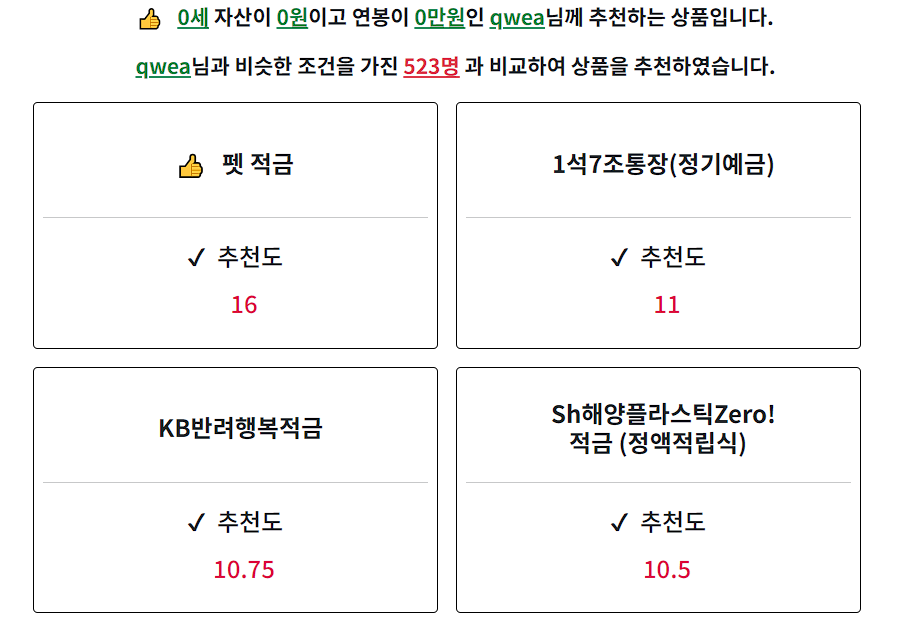 👍 0세 자산이 0원이고 연봉이 0만원인 qwea님께 추천하는 상품입니다.
qwea님과 비슷한 조건을 가진 523명 과 비교하여 상품을 추천하였습니다.
👍 펫 적금
✓ 추천도
16
1석7조통장(정기예금)
✓ 추천도
11
KB반려행복적금
✓ 추천도
10.75
Sh해양플라스틱Zero!
적금 (정액적립식)
✓ 추천도
10.5